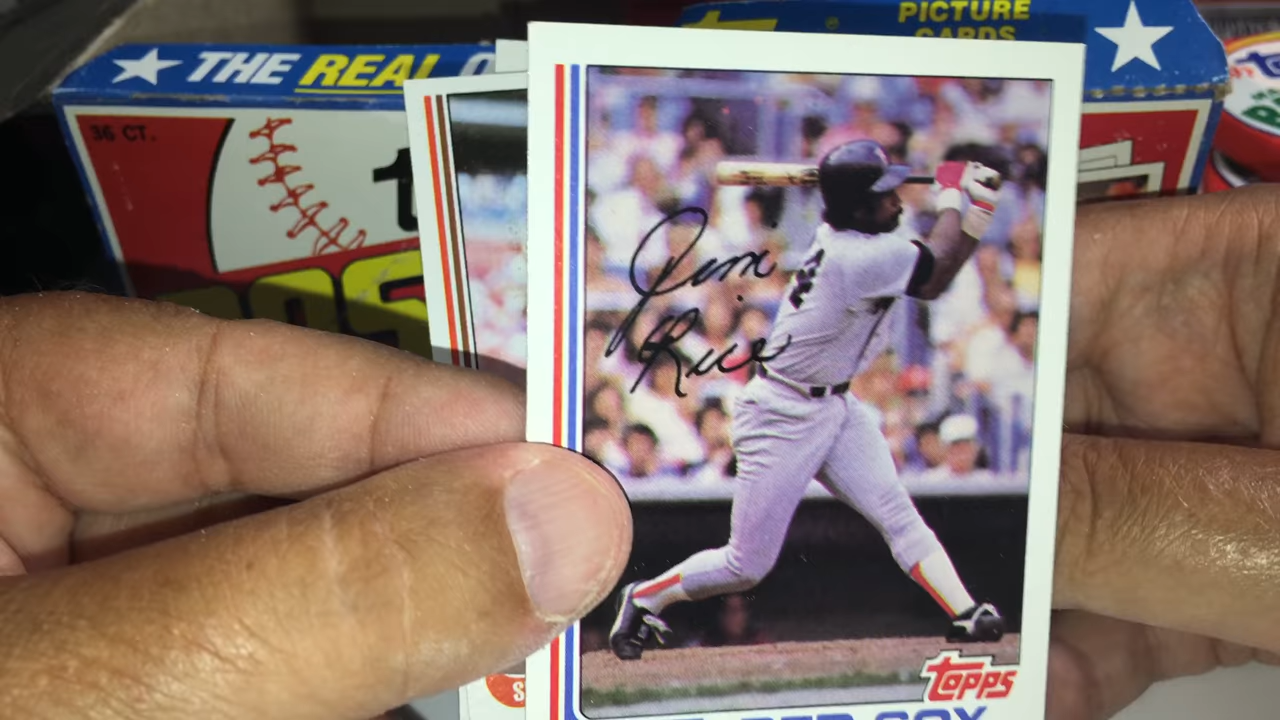 PICTURE
CARDS
THE REAL
36 CT.
t
Jim
Rice
Topps
RED SOX
S